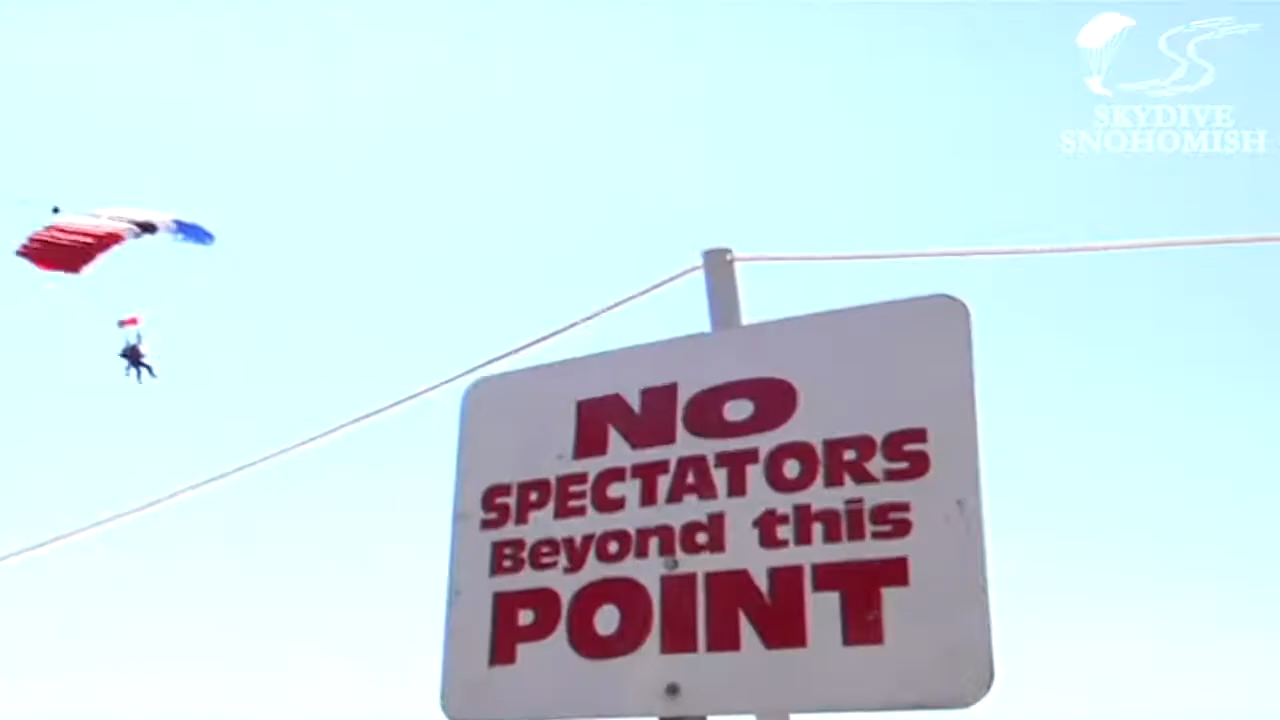 SKYDIVE
SNOHOMISH
NO
SPECTATORS
Beyond this
POINT